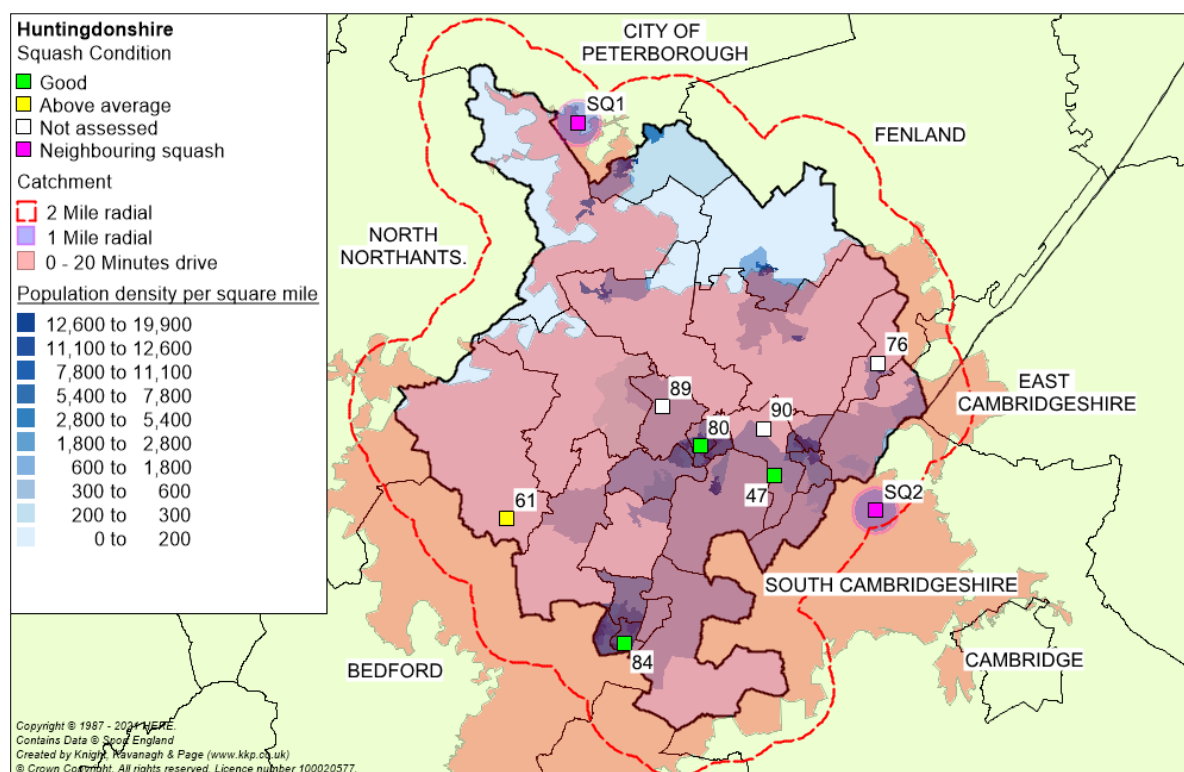 Huntingdonshire
Squash Condition
Good
Above average
Not assessed
Neighbouring squash
Catchment
2 Mile radial
1 Mile radial
0 - 20 Minutes drive
Population density per square mile
12,600 to 19,900
11,100 to 12,600
7,800 to 11,100
5,400 to 7,800
2,800 to 5,400
1,800 to 2,800
600 to 1,800
300 to 600
200 to 300
0 to 200
CITY OF
PETERBOROUGH
SQ1
FENLAND
NORTH
NORTHANTS.
76
89
EAST
CAMBRIDGESHIRE
90
80
61
47
SQ2
SOUTH CAMBRIDGESHIRE
84
BEDFORD
CAMBRIDGE
Copyright © 1987 - 2021 HERE.
Contains Data © Sport England
Created by Knight, Kavanagh & Page (www.kkp.co.uk)
© Crown Copyright. All rights reserved. Licence number 100020577.